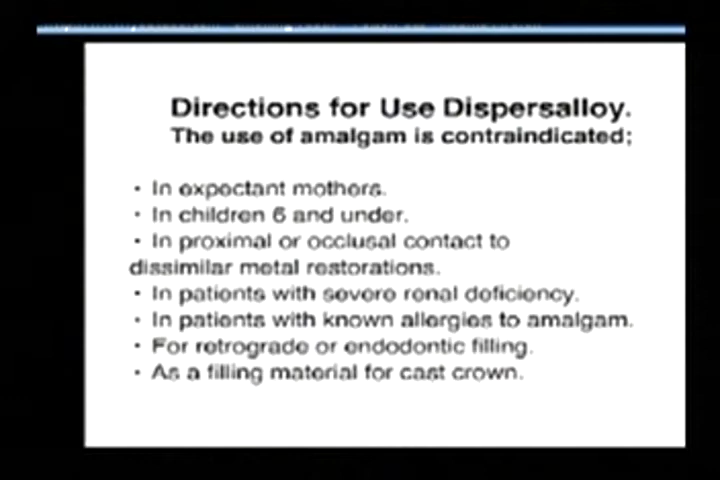 Directions for Use Dispersalloy.
The use of amalgam is contraindicated;
· In expectant mothers.
· In children 6 and under.
· In proximal or occlusal contact to
dissimilar metal restorations.
· In patients with severe renal deficiency.
· In patients with known allergies to amalgam.
· For retrograde or endodontic filling.
· As a filling material for cast crown.